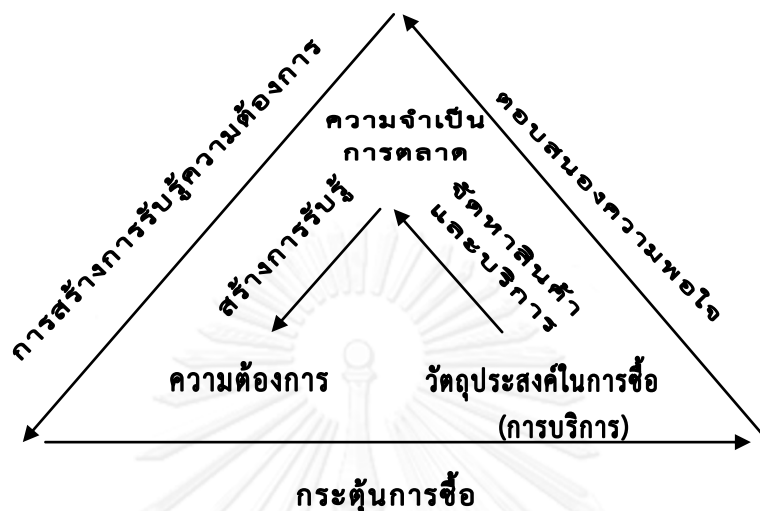 การสร้างการรับรู้ความต้องการ
ตอบสนองความพอใจ
ความจำเป็น
การตลาด
สร้างการรับรู้
จัดหาสินค้า
และบริการ
ความต้องการ
วัตถุประสงค์ในการซื้อ
(การบริการ)
กระตุ้นการซื้อ